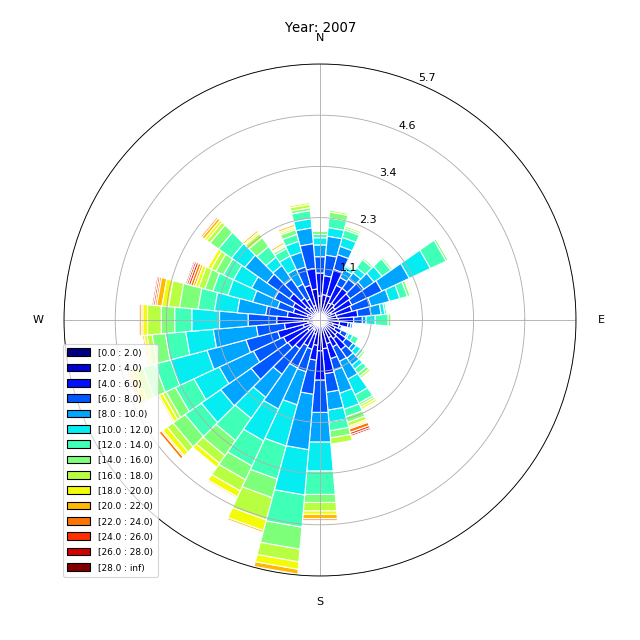 Year: 2007
N
5.7
4.6
3.4
2.3
1.1
W
E
[0.0 : 2.0)
[2.0 : 4.0)
[4.0 : 6.0)
[6.0 : 8.0)
[8.0 : 10.0)
[10.0 : 12.0)
[12.0 : 14.0)
[14.0 : 16.0)
[16.0 : 18.0)
[18.0 : 20.0)
[20.0 : 22.0)
[22.0 : 24.0)
[24.0 : 26.0)
[26.0 : 28.0)
[28.0 : inf)
S